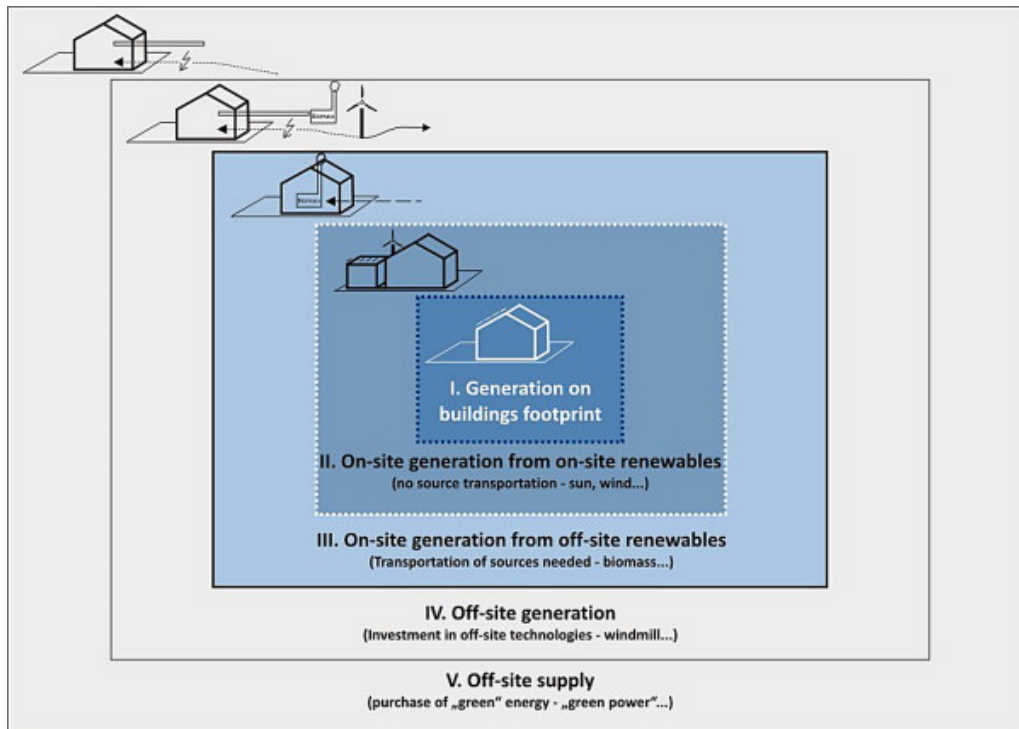 Biomass
Biomass
I. Generation on
buildings footprint
II. On-site generation from on-site renewables
(no source transportation - sun, wind...)
III. On-site generation from off-site renewables
(Transportation of sources needed - biomass...)
IV. Off-site generation
(Investment in off-site technologies - windmill...)
V. Off-site supply
(purchase of „green“ energy - „green power“...)